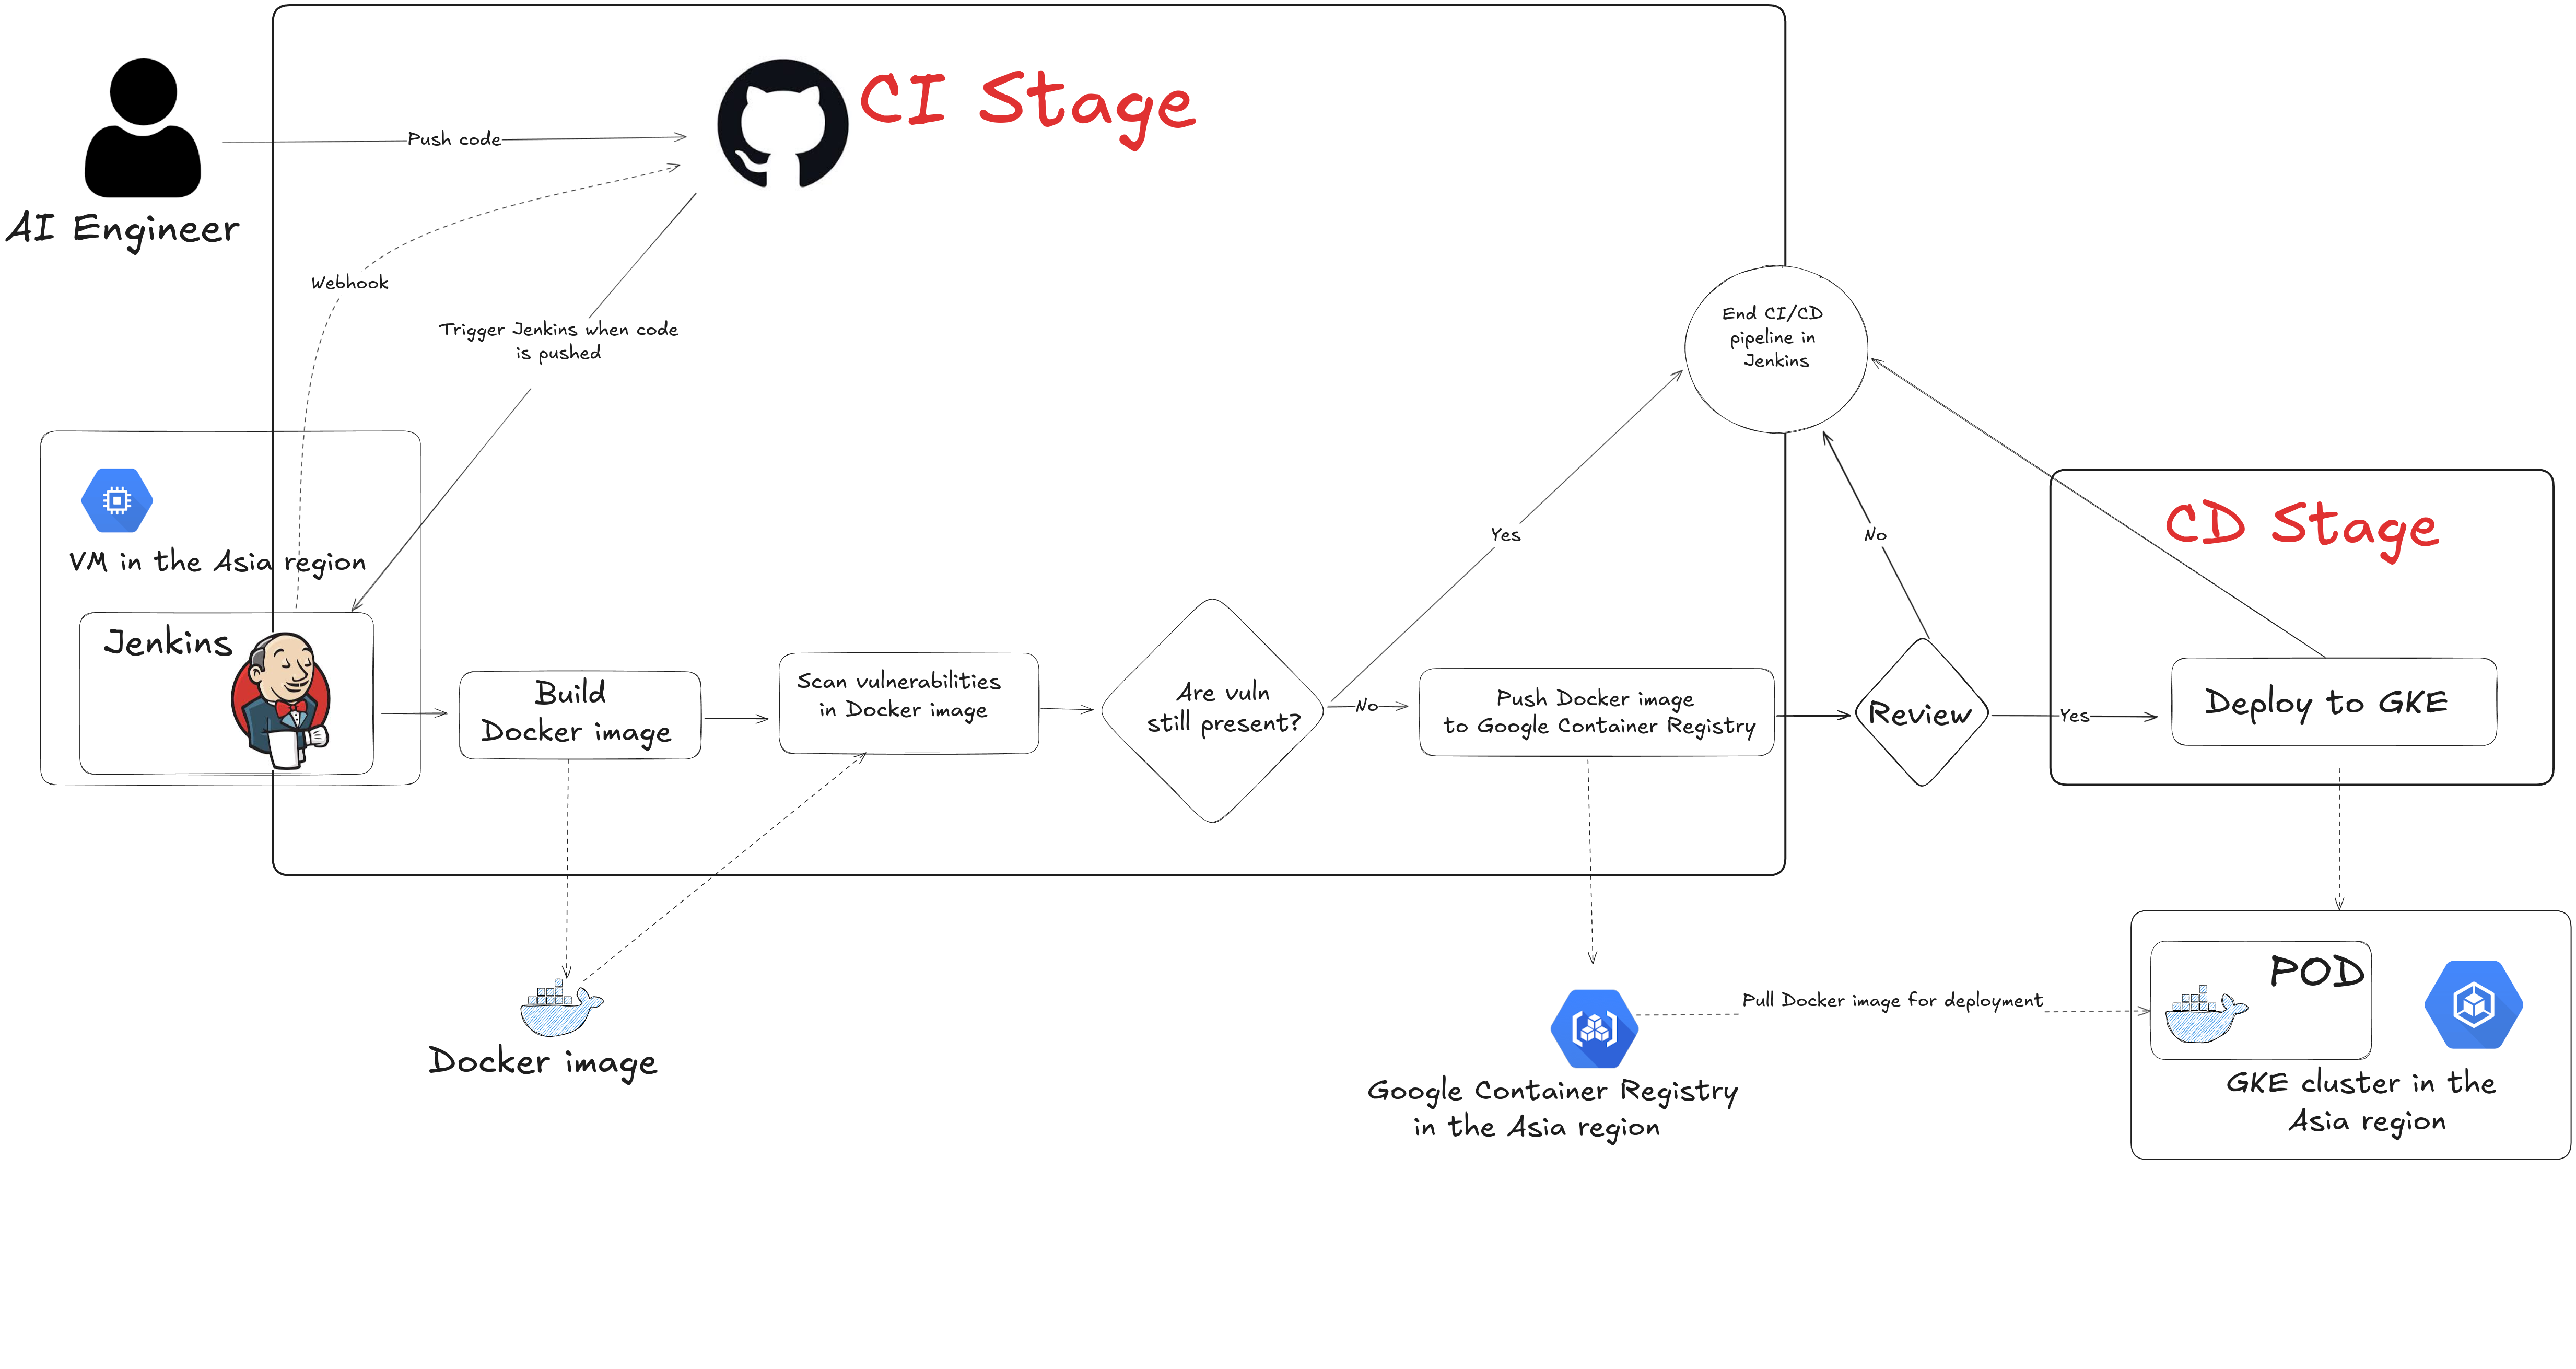 CI Stage
Push code
AI Engineer
Webhook
Trigger Jenkins when code
is pushed
End CI/CD
pipeline in
Jenkins
VM in the Asia region
Jenkins
Build
Docker image
Scan vulnerabilities
in Docker image
Are vuln
still present?
Yes
No
Push Docker image
to Google Container Registry
Review
No
Yes
CD Stage
Deploy to GKE
Docker image
Google Container Registry
in the Asia region
Pull Docker image for deployment
POD
GKE cluster in the
Asia region